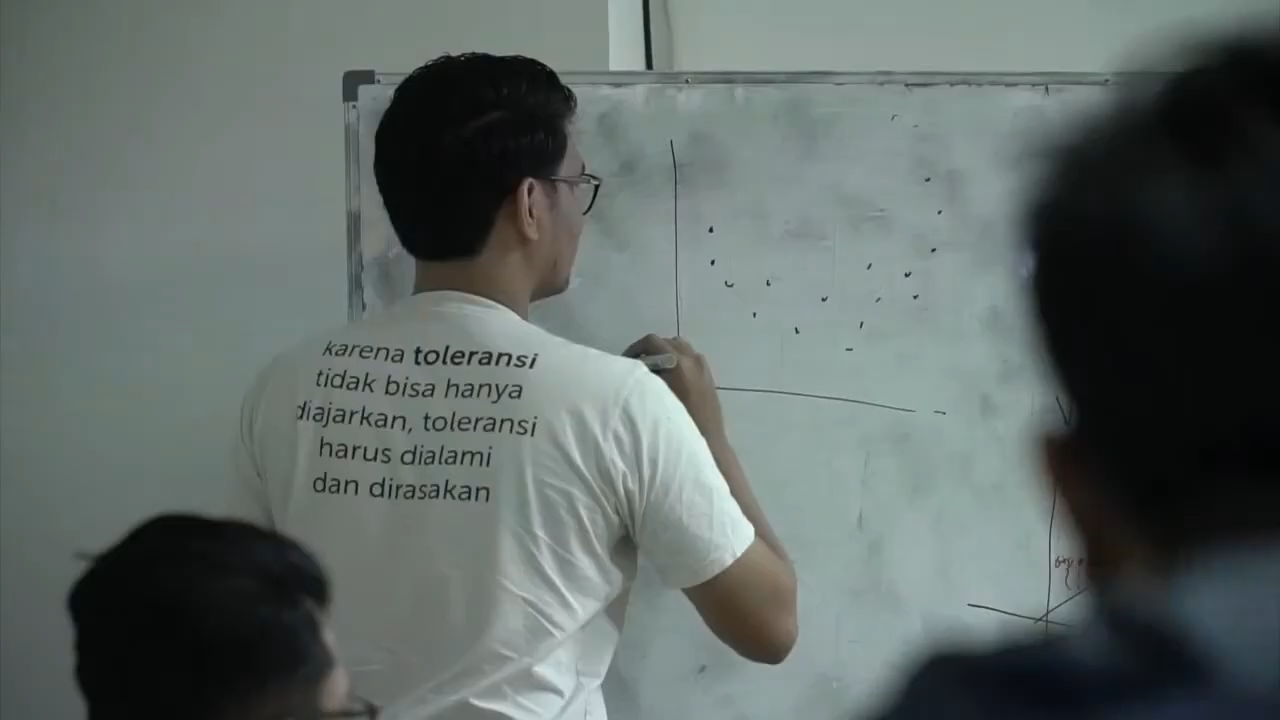 karena toleransi
tidak bisa hanya
diajarkan, toleransi
harus dialami
dan dirasakan